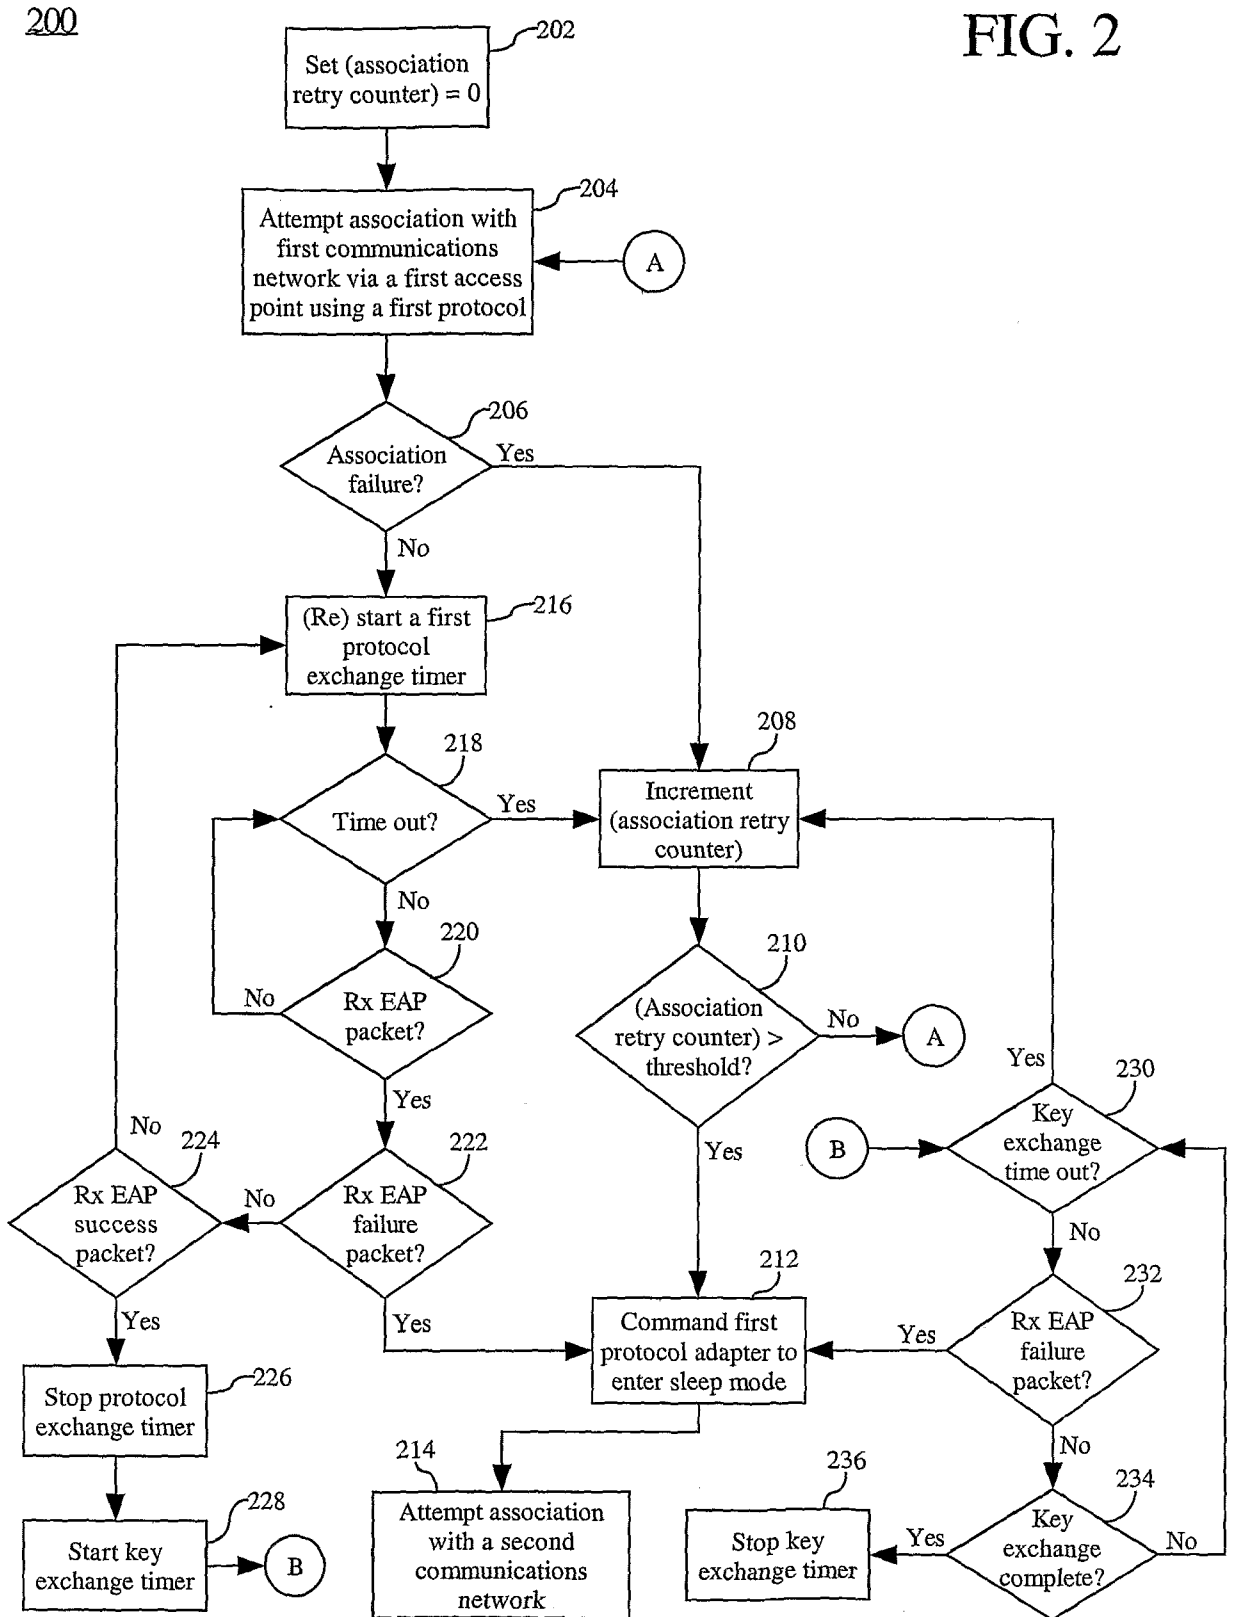 200
FIG. 2
202
Set (association
retry counter) = 0
204
Attempt association with
first communications
network via a first access
point using a first protocol
A
206
Association
failure?
Yes
No
216
(Re) start a first
protocol
exchange timer
218
Time out?
Yes
No
208
Increment
(association retry
counter)
220
Rx EAP
packet?
No
Yes
210
(Association
retry counter) >
threshold?
No
A
Yes
230
Key
exchange
time out?
Yes
B
No
224
Rx EAP
success
packet?
No
Yes
222
Rx EAP
failure
packet?
No
Yes
212
Command first
protocol adapter to
enter sleep mode
232
Rx EAP
failure
packet?
Yes
No
226
Stop protocol
exchange timer
228
Start key
exchange timer
B
214
Attempt association
with a second
communications
network
236
Stop key
exchange timer
234
Key
exchange
complete?
Yes
No